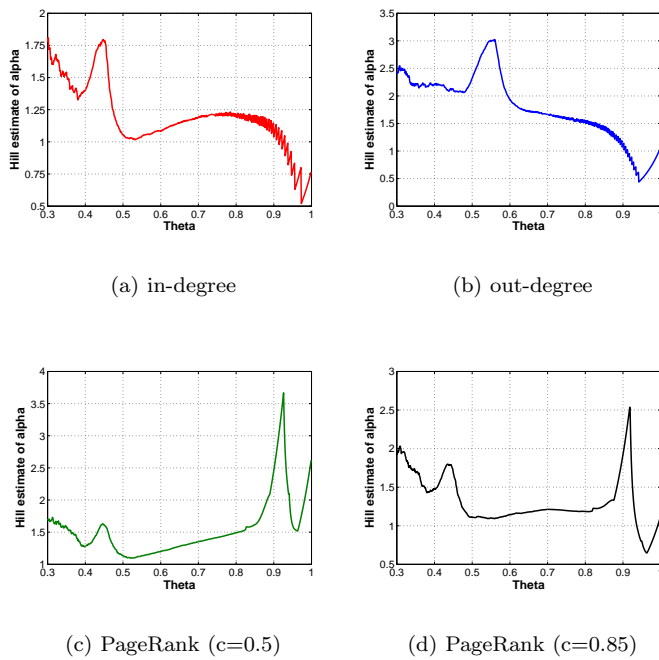 2
1.75
1.5
1.25
1
0.75
0.5
0.3 0.4 0.5 0.6 0.7 0.8 0.9 1
Hill estimate of alpha
Theta
(a) in-degree
3.5
3
2.5
2
1.5
1
0.5
0
0.3 0.4 0.5 0.6 0.7 0.8 0.9 1
Hill estimate of alpha
Theta
(b) out-degree
4
3.5
3
2.5
2
1.5
1
0.3 0.4 0.5 0.6 0.7 0.8 0.9 1
Hill estimate of alpha
Theta
(c) PageRank (c=0.5)
3
2.5
2
1.5
1
0.5
0.3 0.4 0.5 0.6 0.7 0.8 0.9 1
Hill estimate of alpha
Theta
(d) PageRank (c=0.85)